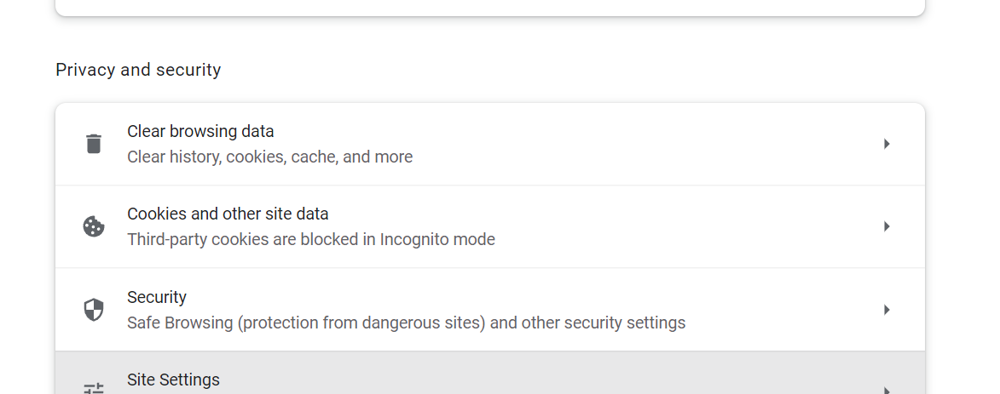 Privacy and security
Clear browsing data
Clear history, cookies, cache, and more
Cookies and other site data
Third-party cookies are blocked in Incognito mode
Security
Safe Browsing (protection from dangerous sites) and other security settings
Site Settings